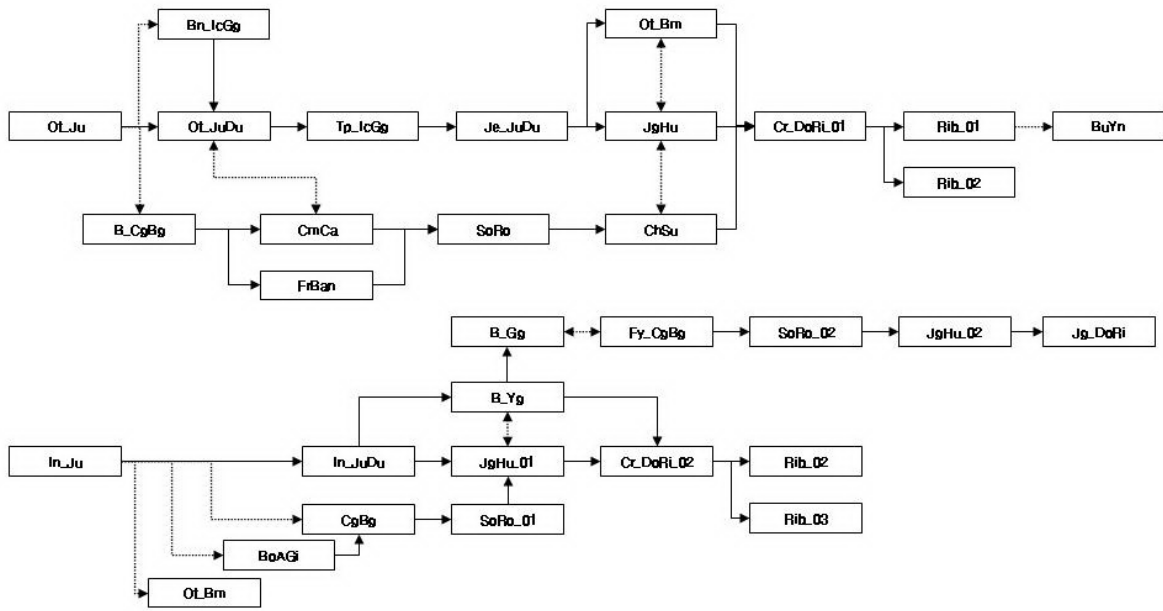 Bn_IcGg
Ot_Bm
Ot_Ju
Ot_JuDu
Tp_IcGg
Je_JuDu
JgHu
Cr_DoRi_01
Rib_01
BuYn
Rib_02
B_CgBg
CmCa
SoRo
ChSu
FrBan
B_Gg
Fy_CgBg
SoRo_02
JgHu_02
Jg_DoRi
B_Yg
In_Ju
In_JuDu
JgHu_01
Cr_DoRi_02
Rib_02
CgBg
SoRo_01
Rib_03
BoAGi
Ot_Bm